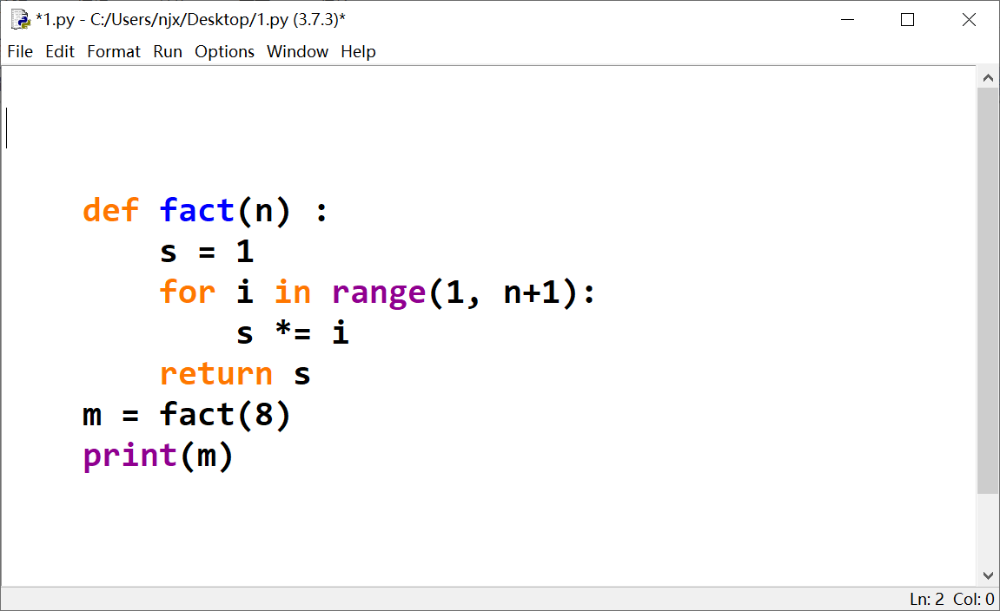 *1.py - C:/Users/njx/Desktop/1.py (3.7.3)*
File Edit Format Run Options Window Help
def fact(n) :
    s = 1
    for i in range(1, n+1):
        s *= i
    return s
m = fact(8)
print(m)
Ln: 2 Col: 0